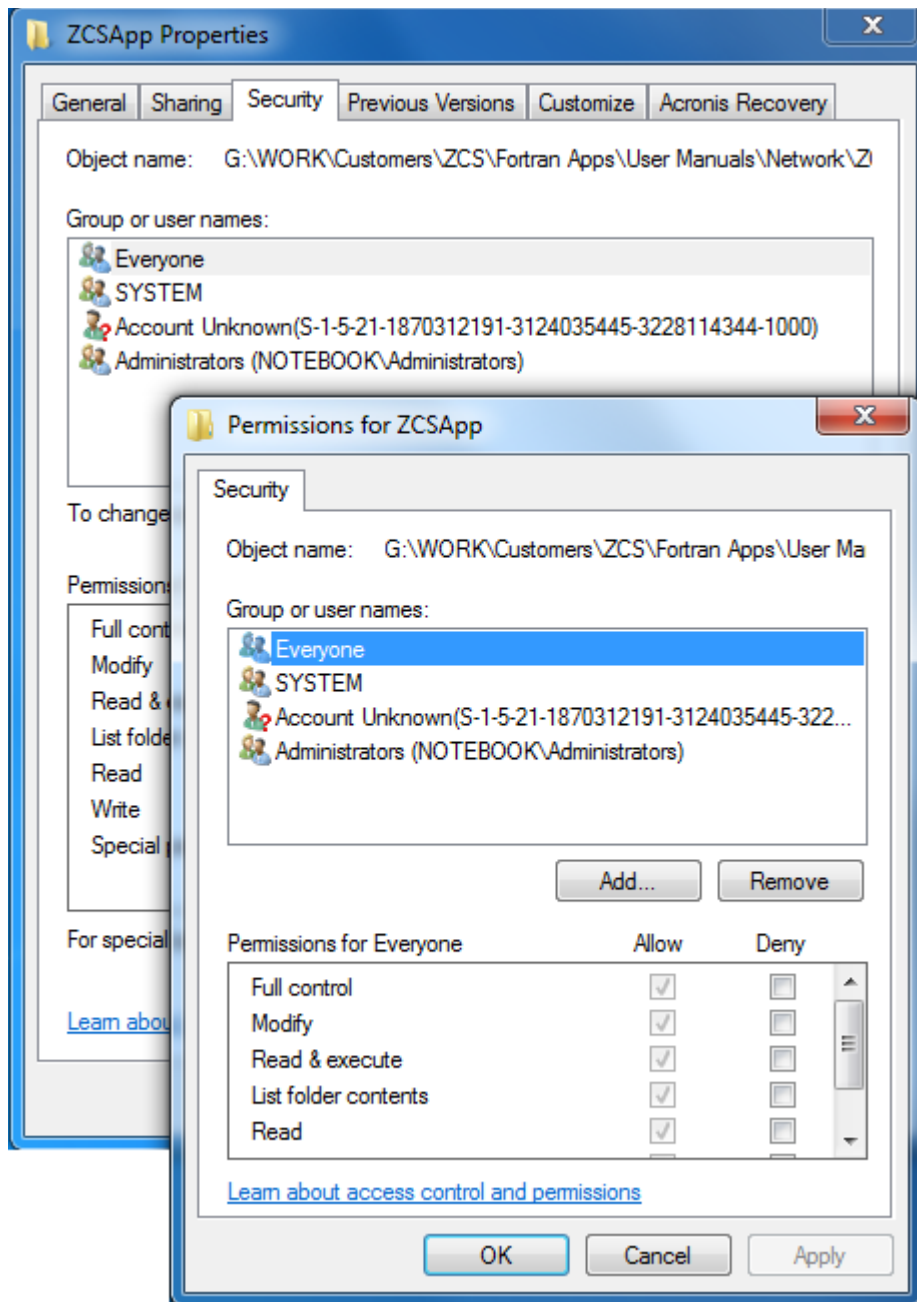 ZCSApp Properties
General Sharing Security Previous Versions Customize Acronis Recovery
Object name: G:\WORK\Customers\ZCS\Fortran Apps\User Manuals\Network\Z
Group or user names:
Everyone
SYSTEM
Account Unknown(S-1-5-21-1870312191-3124035445-3228114344-1000)
Administrators (NOTEBOOK\Administrators)
To change
Permission
Full cont
Modify
Read &
List folde
Read
Write
Special
For special
Learn abou
Permissions for ZCSApp
Security
Object name: G:\WORK\Customers\ZCS\Fortran Apps\User Ma
Group or user names:
Everyone
SYSTEM
Account Unknown(S-1-5-21-1870312191-3124035445-322...
Administrators (NOTEBOOK\Administrators)
Add... Remove
Permissions for Everyone Allow Deny
Full control
Modify
Read & execute
List folder contents
Read
Learn about access control and permissions
OK Cancel Apply